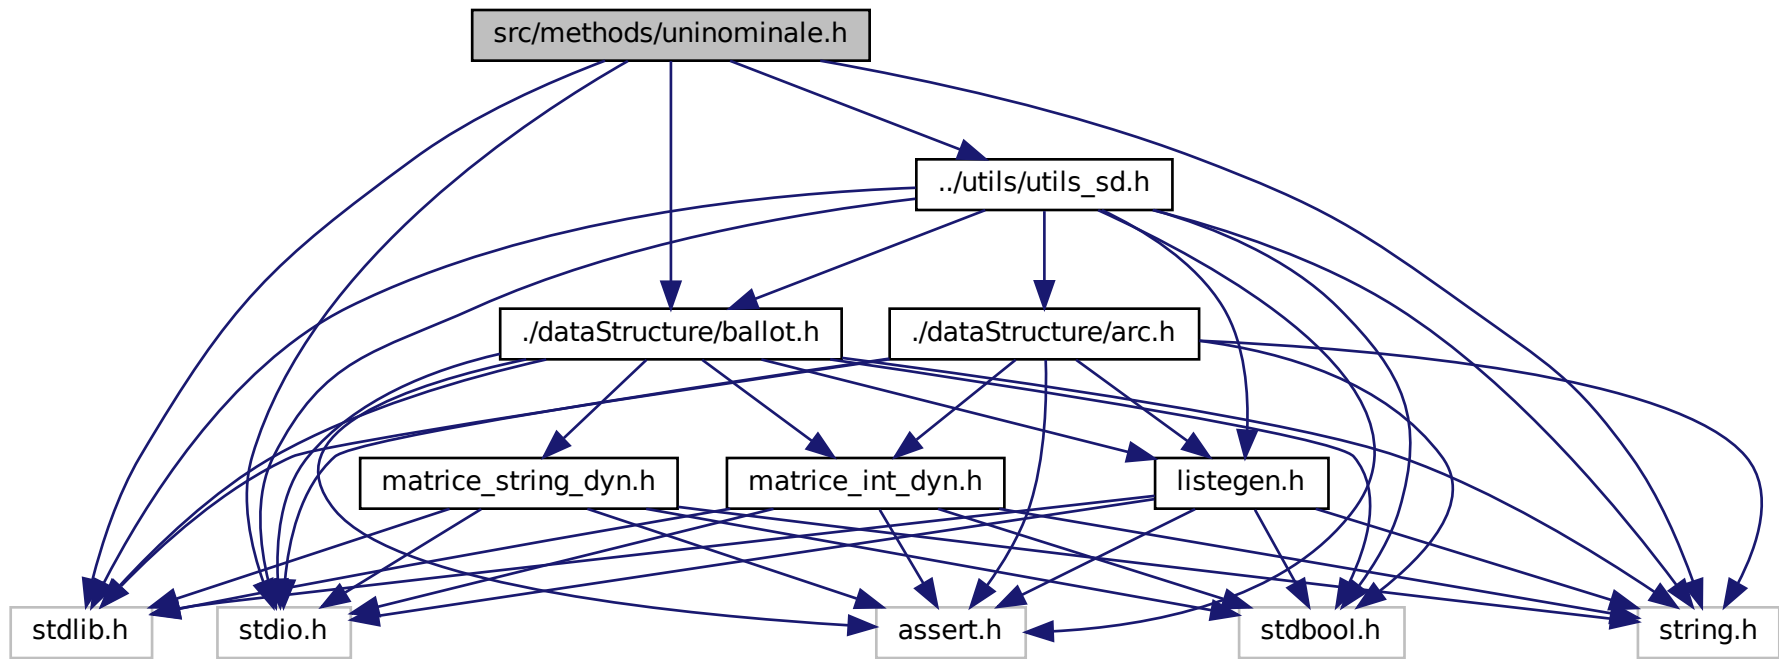 src/methods/uninominale.h
../utils/utils_sd.h
./dataStructure/ballot.h
./dataStructure/arc.h
matrice_string_dyn.h
matrice_int_dyn.h
listegen.h
stdlib.h
stdio.h
assert.h
stdbool.h
string.h